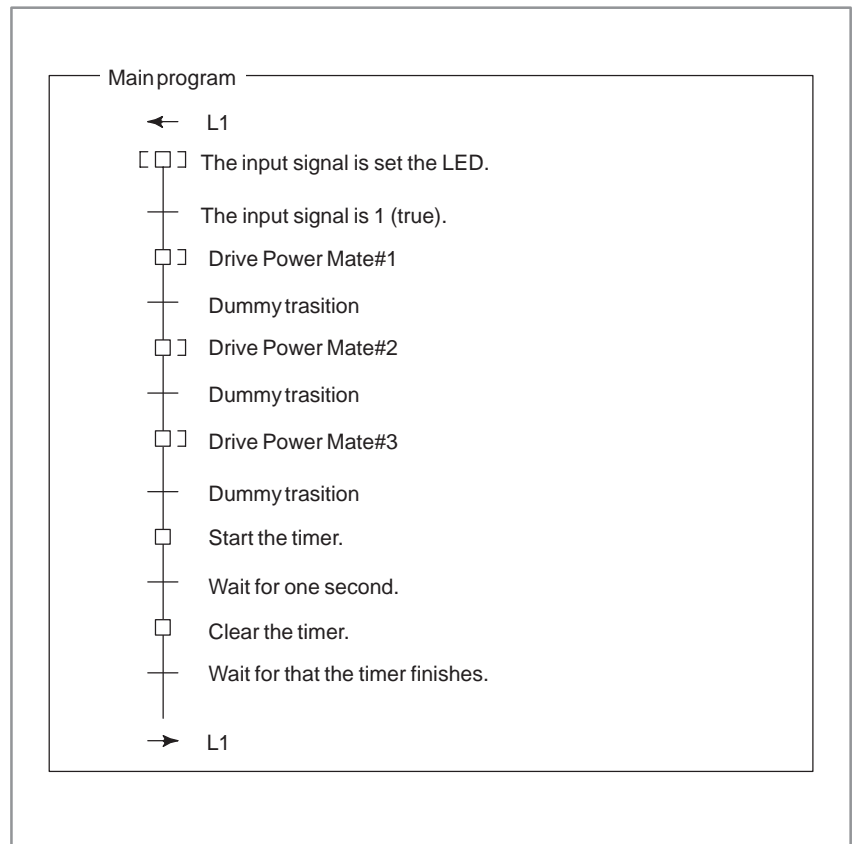 Main program
L1
The input signal is set the LED.
The input signal is 1 (true).
Drive Power Mate#1
Dummy trasition
Drive Power Mate#2
Dummy trasition
Drive Power Mate#3
Dummy trasition
Start the timer.
Wait for one second.
Clear the timer.
Wait for that the timer finishes.
L1